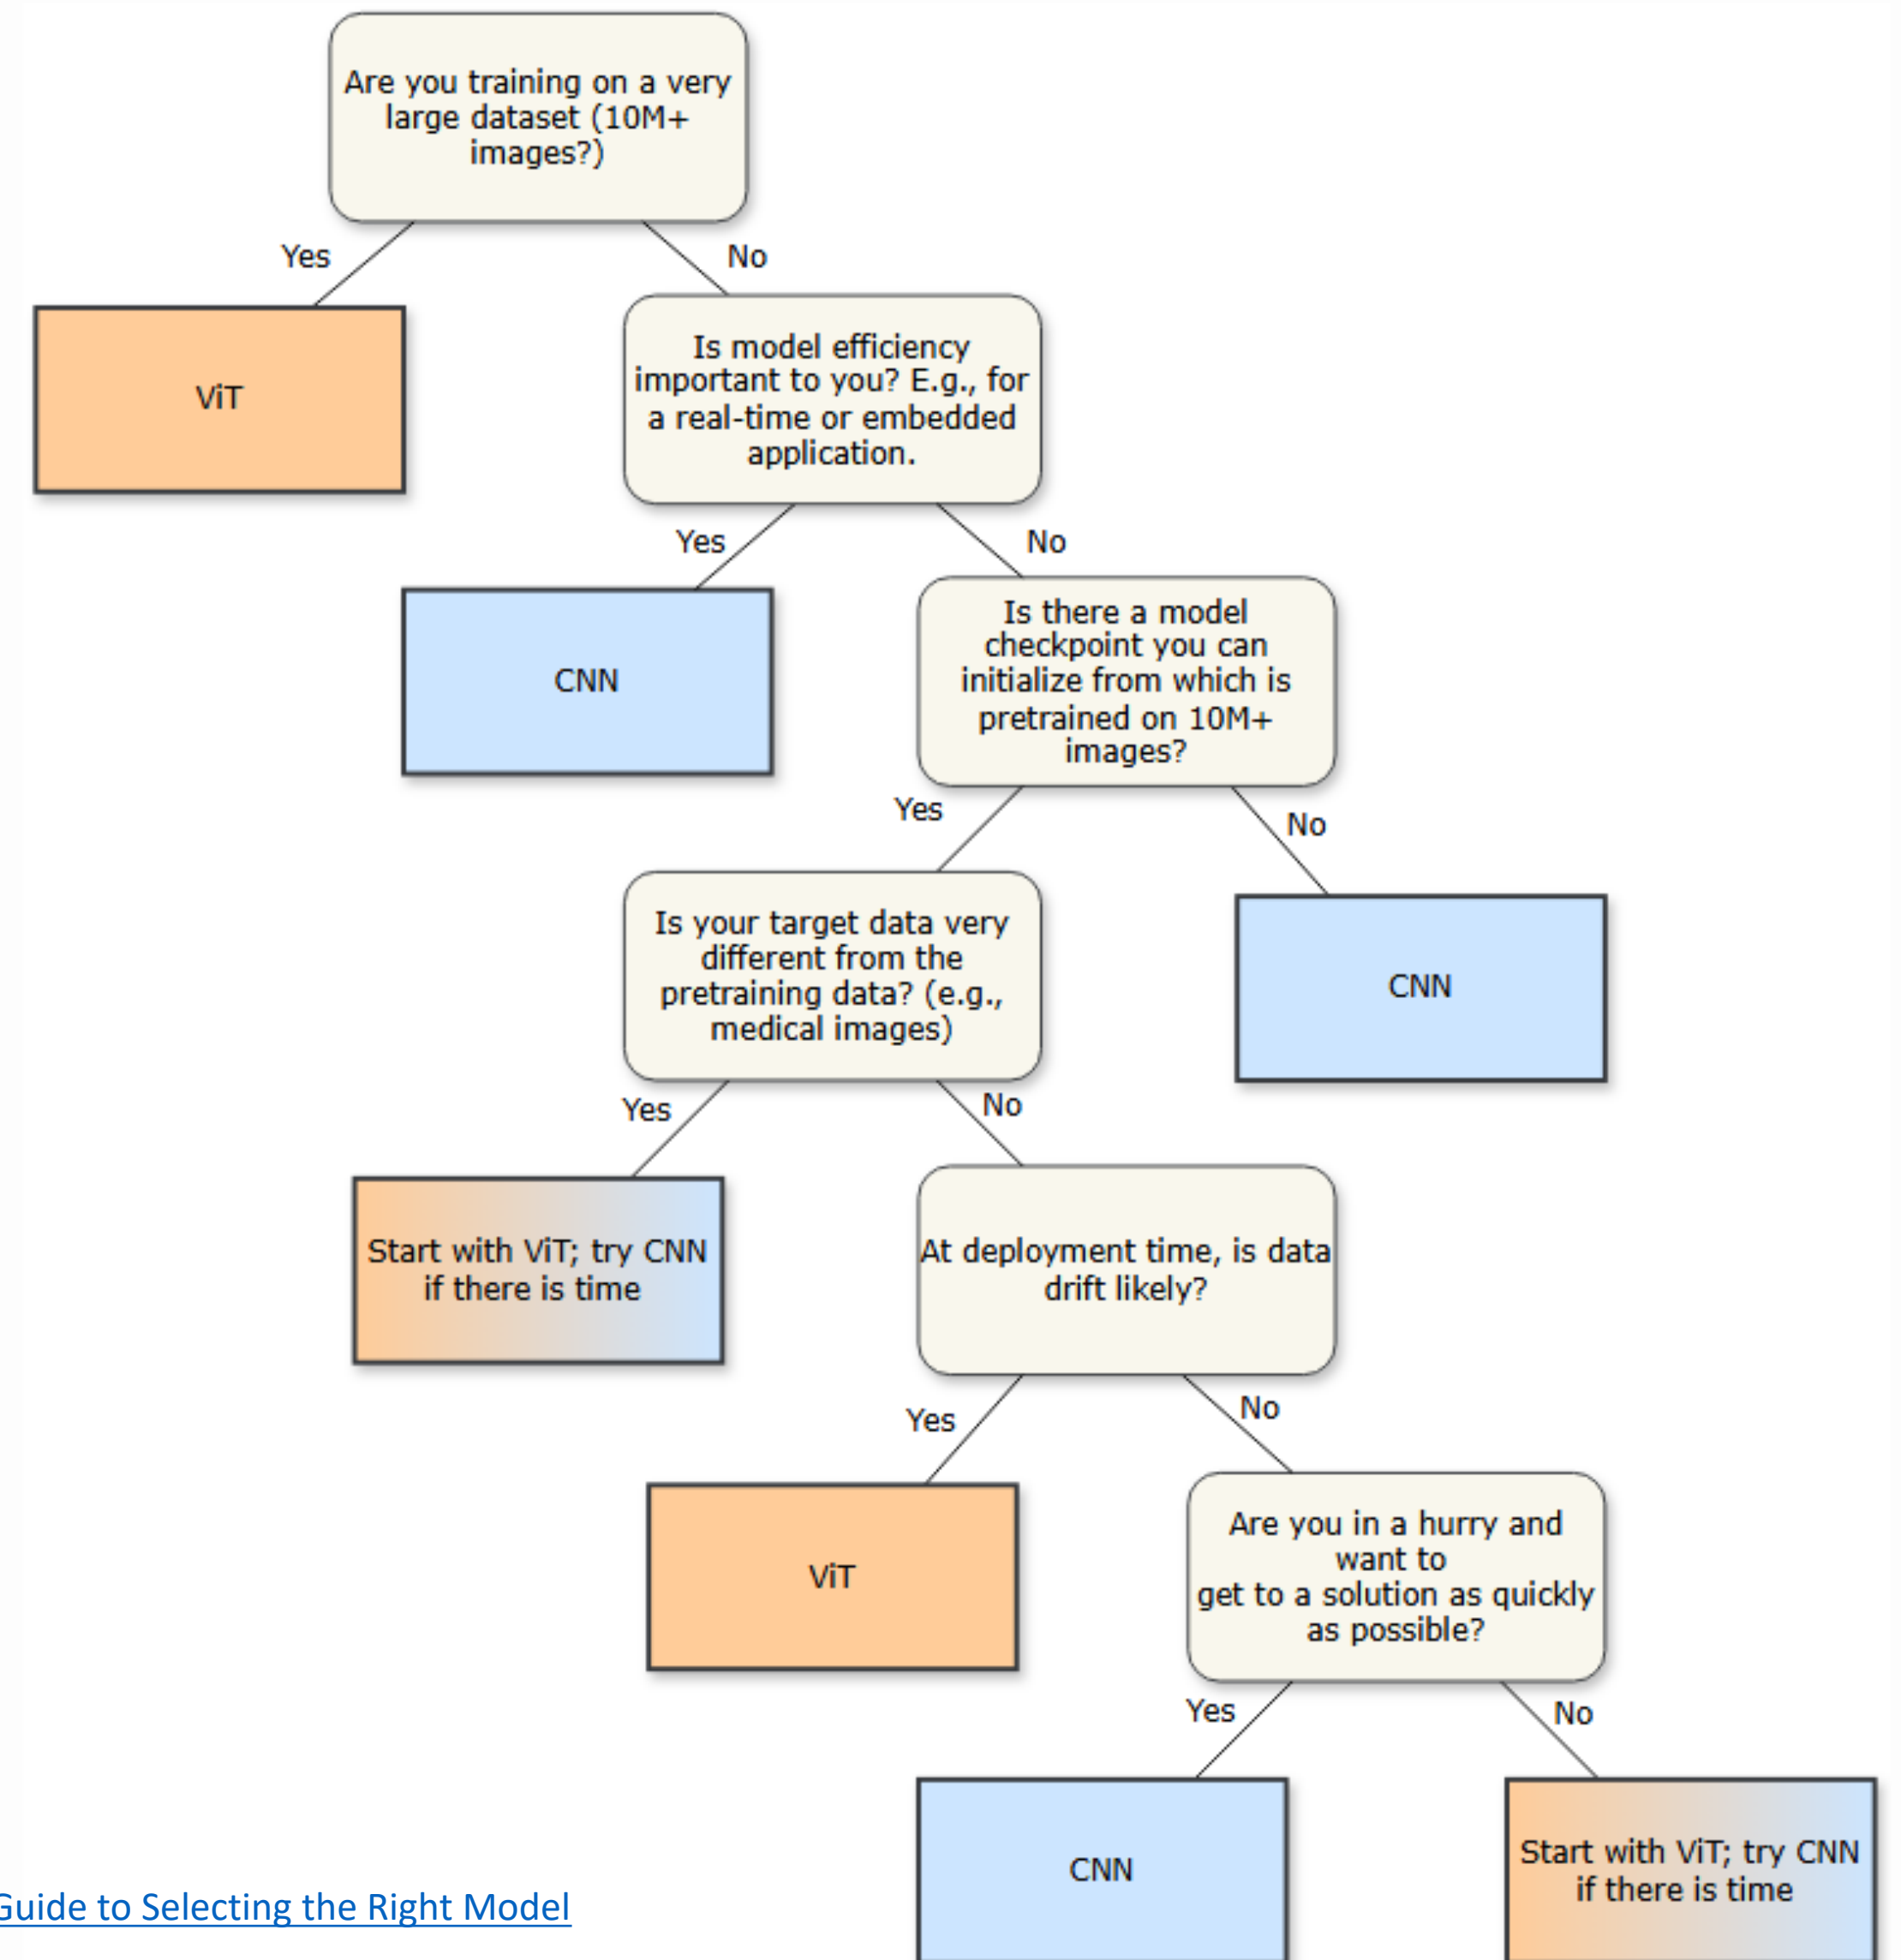 Are you training on a very
large dataset (10M+
images?)
Yes
No
ViT
Is model efficiency
important to you? E.g., for
a real-time or embedded
application.
Yes
No
CNN
Is there a model
checkpoint you can
initialize from which is
pretrained on 10M+
images?
Yes
No
Is your target data very
different from the
pretraining data? (e.g.,
medical images)
CNN
Yes
No
Start with ViT; try CNN
if there is time
At deployment time, is data
drift likely?
Yes
No
ViT
Are you in a hurry and
want to
get to a solution as quickly
as possible?
Yes
No
CNN
Start with ViT; try CNN
if there is time
Guide to Selecting the Right Model